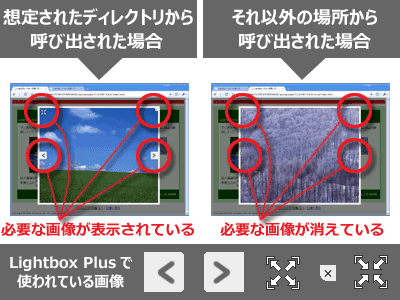 想定されたディレクトリから
呼び出された場合
それ以外の場所から
呼び出された場合
必要な画像が表示されている
必要な画像が消えている
Lightbox Plusで
使われている画像